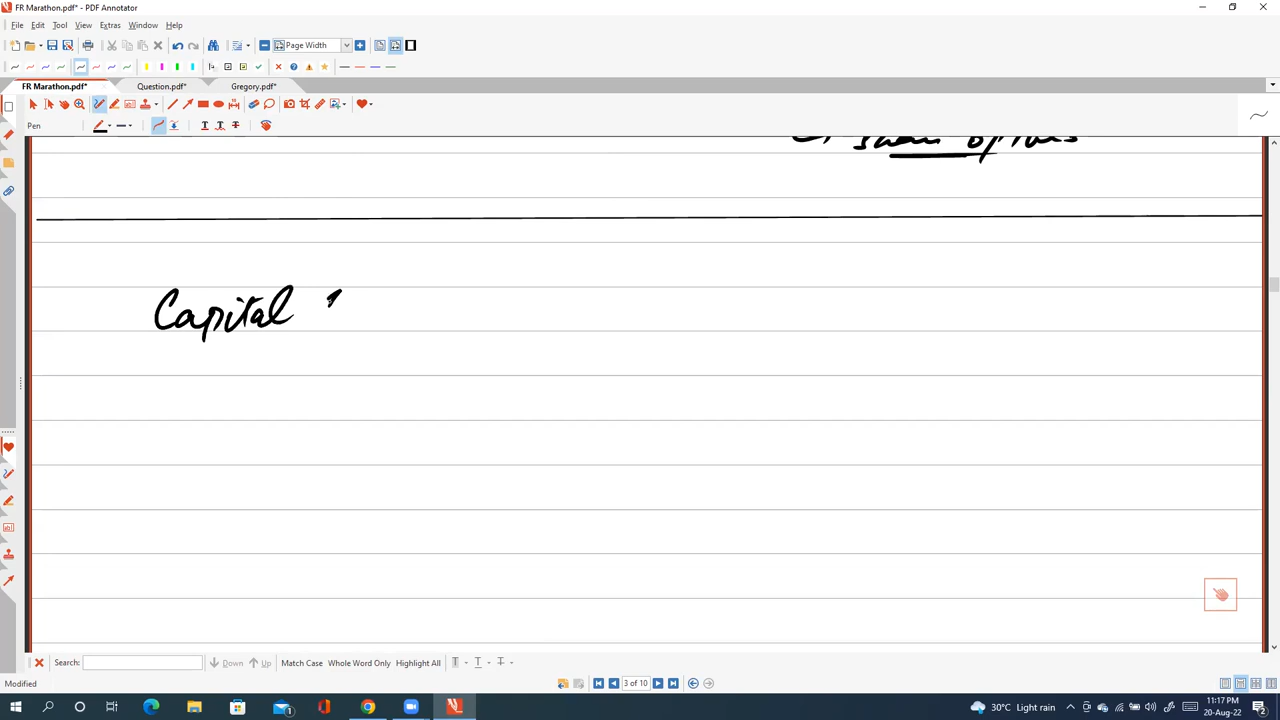 FR Marathon.pdf* - PDF Annotator
File Edit Tool View Extras Window Help
Page Width
FR Marathon.pdf* Question.pdf* Gregory.pdf*
Pen
share options
Capital
Search: Down Up Match Case Whole Word Only Highlight All
Modified
3 of 10
30°C Light rain
11:17 PM
20-Aug-22